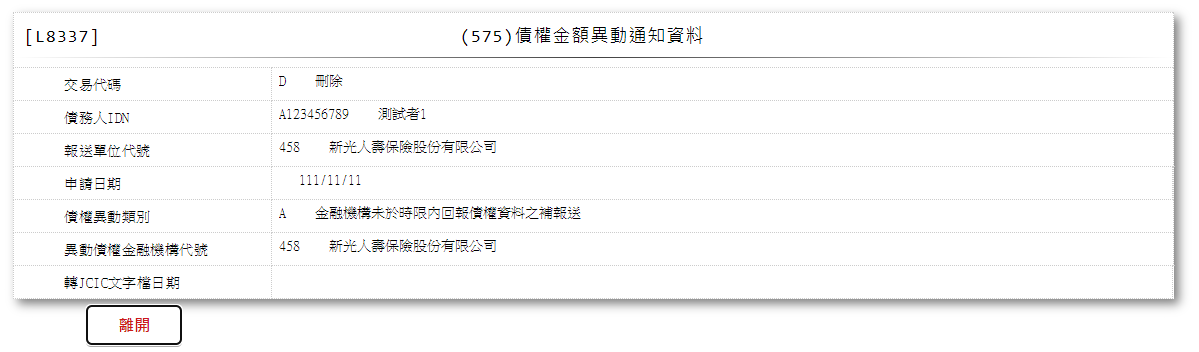 [L8337] (575)債權金額異動通知資料
交易代碼 D 刪除
債務人IDN A123456789 測試者1
報送單位代號 458 新光人壽保險股份有限公司
申請日期 111/11/11
債權異動類別 A 金融機構未於時限內回報債權資料之補報送
異動債權金融機構代號 458 新光人壽保險股份有限公司
轉JCIC文字檔日期
離開